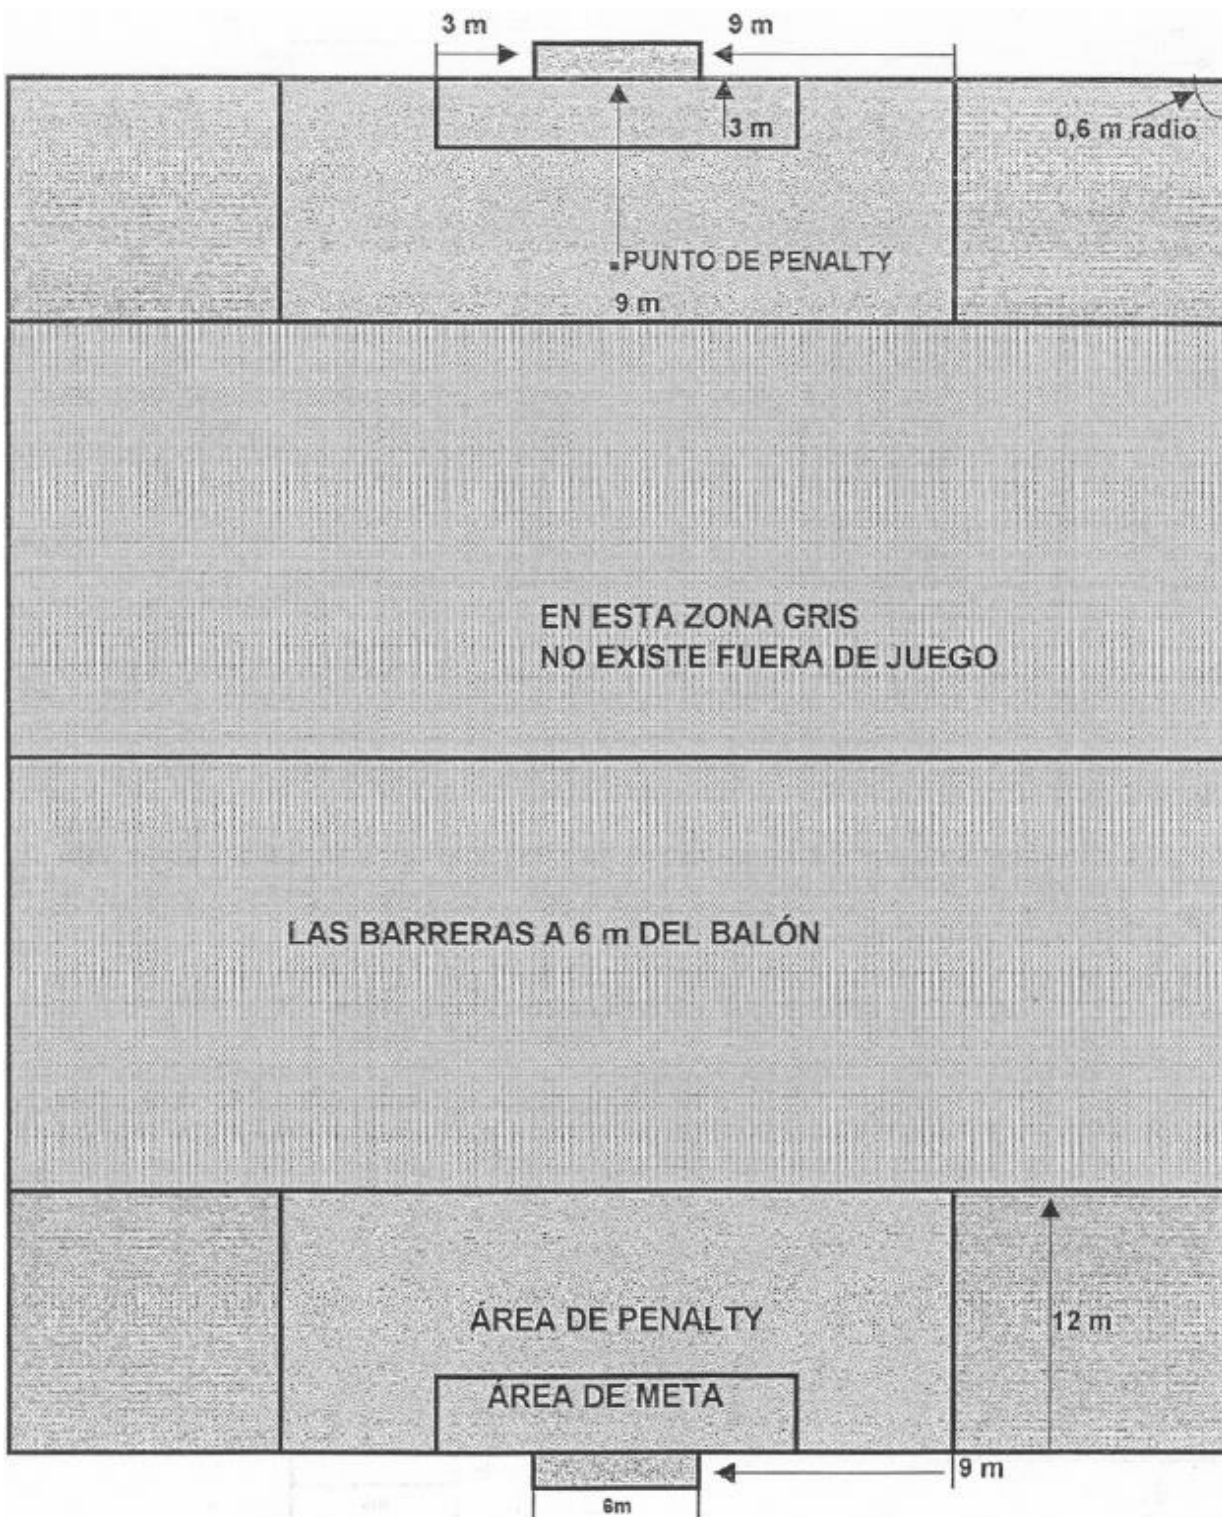 3 m
9 m
3 m
0,6 m radio
PUNTO DE PENALTY
9 m
EN ESTA ZONA GRIS
NO EXISTE FUERA DE JUEGO
LAS BARRERAS A 6 m DEL BALÓN
ÁREA DE PENALTY
12 m
ÁREA DE META
9 m
6m